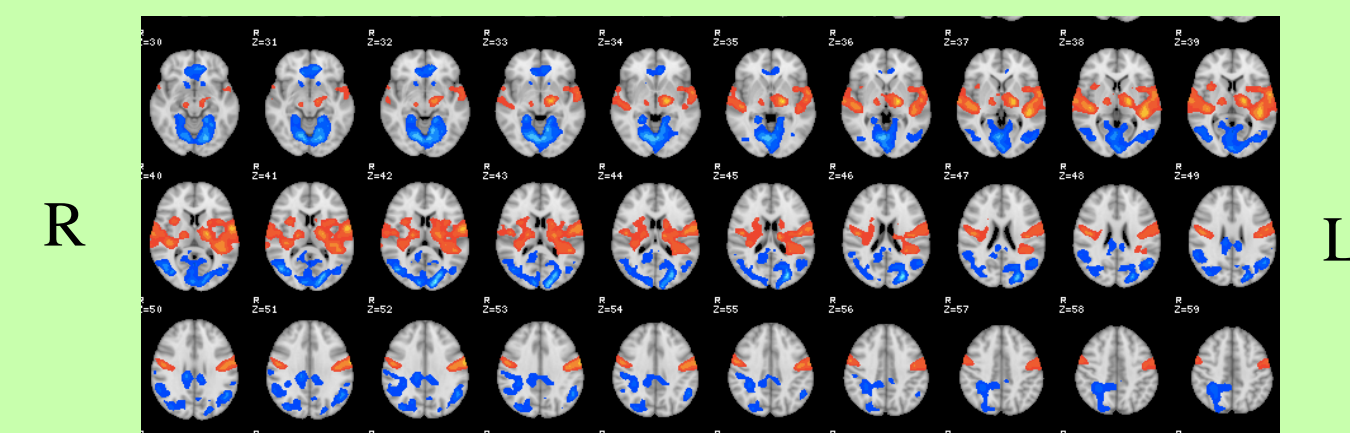 R R R R R R R R R R
Z=30 Z=31 Z=32 Z=33 Z=34 Z=35 Z=36 Z=37 Z=38 Z=39
R R R R R R R R R R
Z=40 Z=41 Z=42 Z=43 Z=44 Z=45 Z=46 Z=47 Z=48 Z=49
R L
R R R R R R R R R R
Z=50 Z=51 Z=52 Z=53 Z=54 Z=55 Z=56 Z=57 Z=58 Z=59